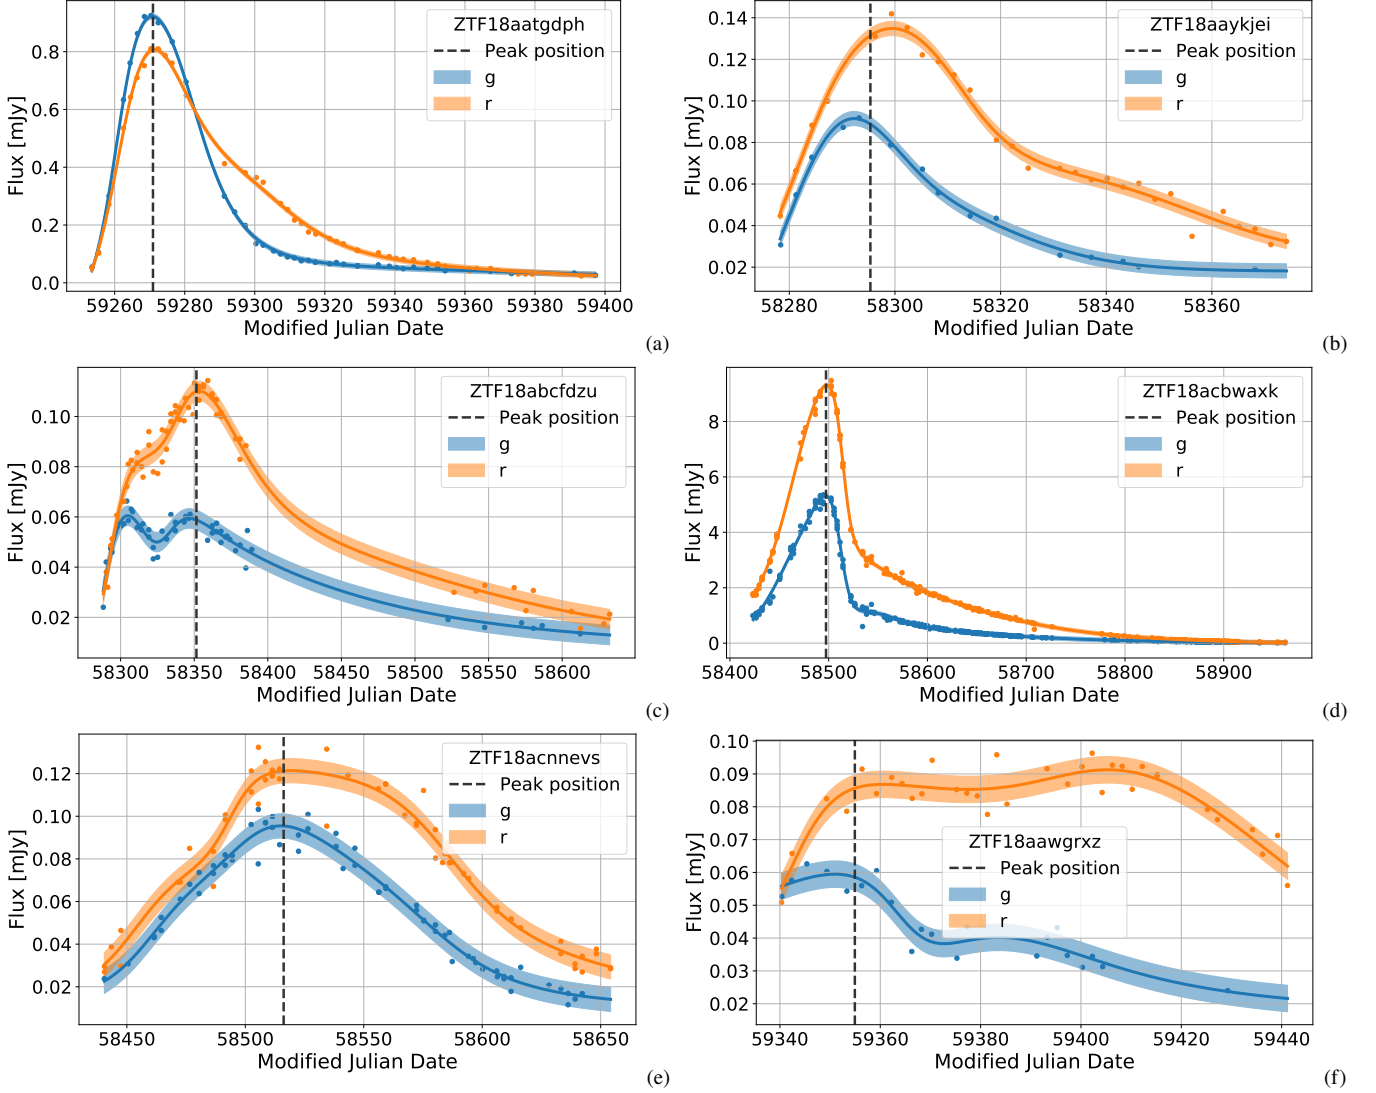 ZTF18aatgdph
Peak position
g
r
Flux [mJy]
0.8
0.6
0.4
0.2
0.0
59260 59280 59300 59320 59340 59360 59380 59400
Modified Julian Date
(a)
ZTF18aaykjei
Peak position
g
r
Flux [mJy]
0.14
0.12
0.10
0.08
0.06
0.04
0.02
58280 58300 58320 58340 58360
Modified Julian Date
(b)
ZTF18abcfdzu
Peak position
g
r
Flux [mJy]
0.10
0.08
0.06
0.04
0.02
58300 58350 58400 58450 58500 58550 58600
Modified Julian Date
(c)
ZTF18acbwaxk
Peak position
g
r
Flux [mJy]
8
6
4
2
0
58400 58500 58600 58700 58800 58900
Modified Julian Date
(d)
ZTF18acnnevs
Peak position
g
r
Flux [mJy]
0.12
0.10
0.08
0.06
0.04
0.02
58450 58500 58550 58600 58650
Modified Julian Date
(e)
ZTF18aawgrxz
Peak position
g
r
Flux [mJy]
0.10
0.09
0.08
0.07
0.06
0.05
0.04
0.03
0.02
59340 59360 59380 59400 59420 59440
Modified Julian Date
(f)